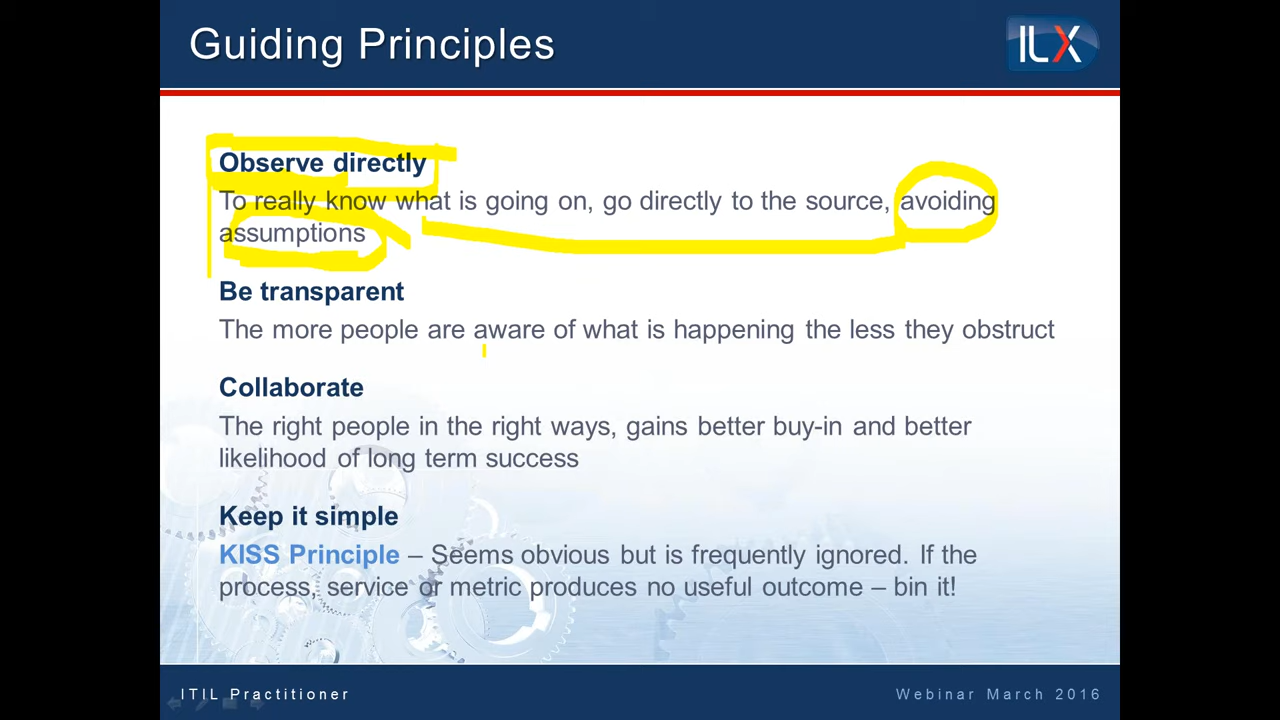 Guiding Principles
ILX
Observe directly
To really know what is going on, go directly to the source, avoiding
assumptions
Be transparent
The more people are aware of what is happening the less they obstruct
Collaborate
The right people in the right ways, gains better buy-in and better
likelihood of long term success
Keep it simple
KISS Principle – Seems obvious but is frequently ignored. If the
process, service or metric produces no useful outcome – bin it!
ITIL Practitioner
Webinar March 2016